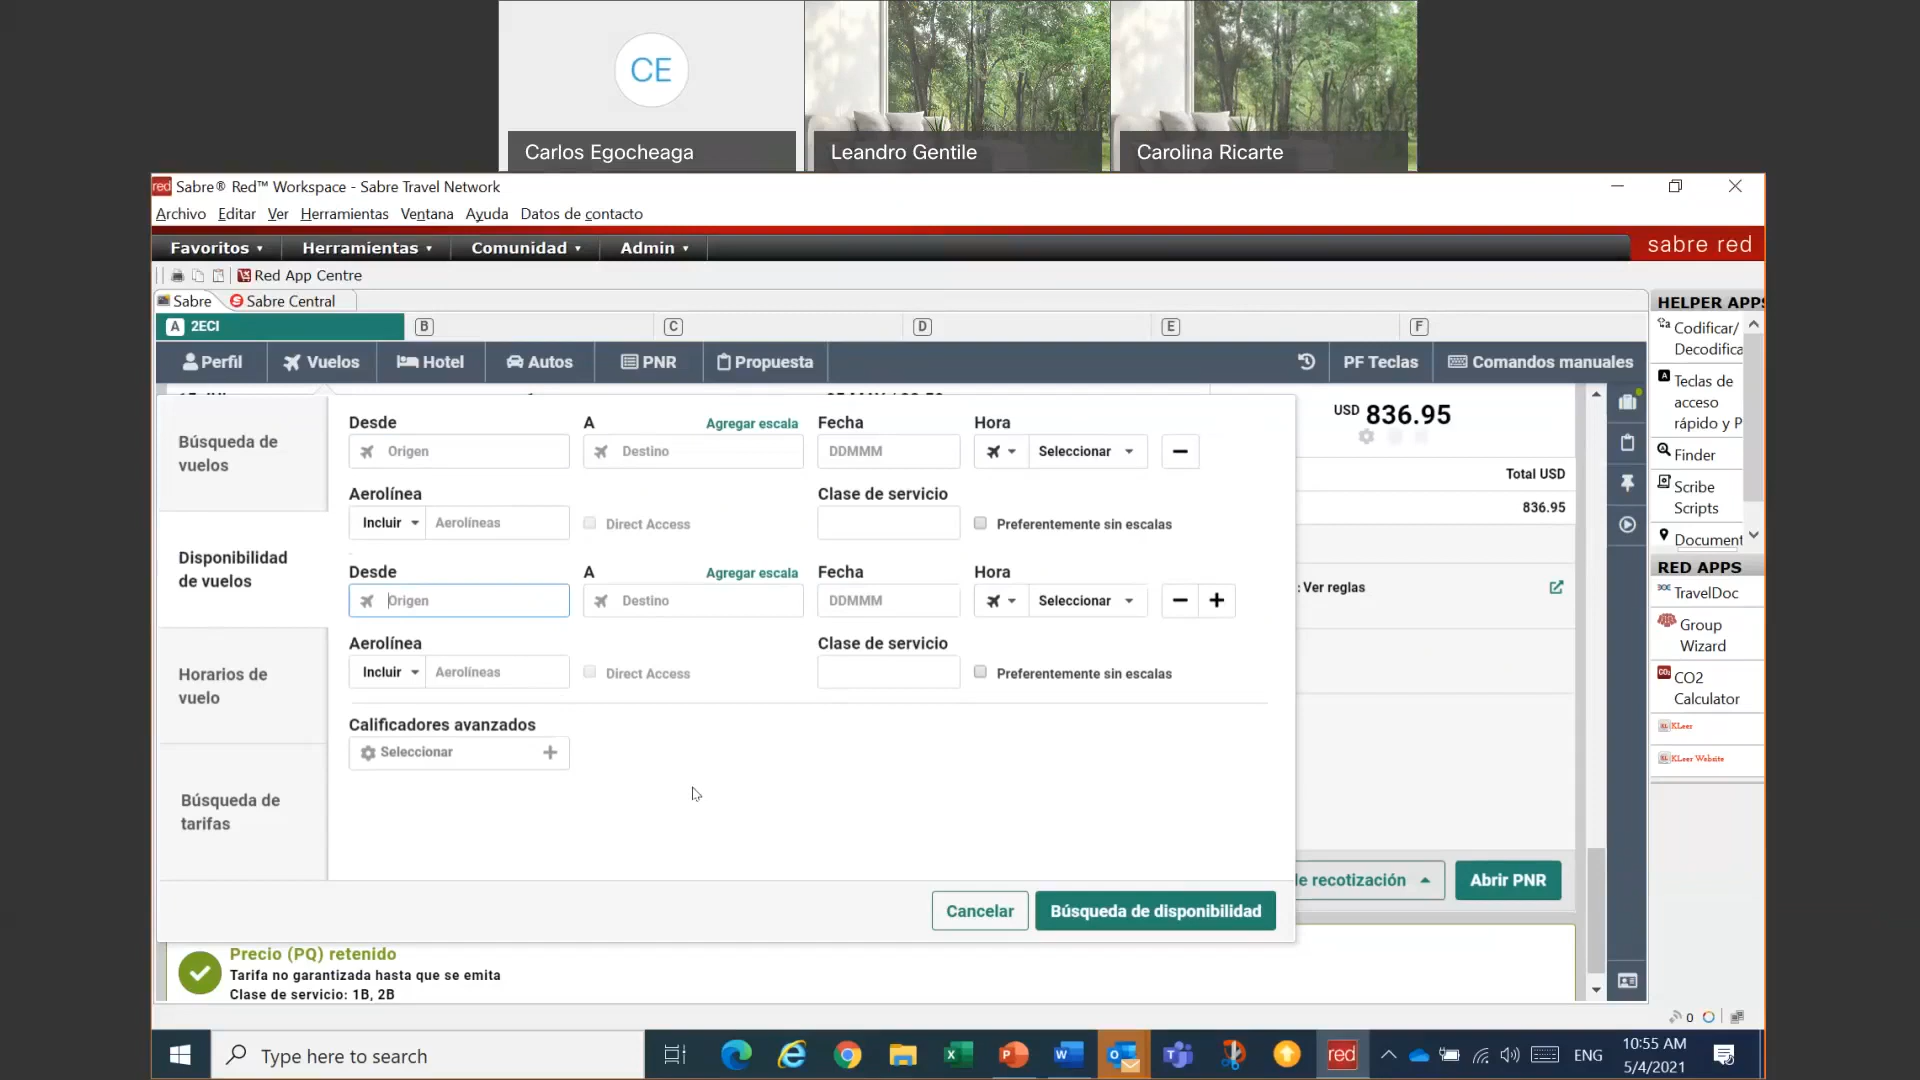 CE
Carlos Egocheaga
Leandro Gentile
Carolina Ricarte
red Sabre® Red™ Workspace - Sabre Travel Network
Archivo Editar Ver Herramientas Ventana Ayuda Datos de contacto
Favoritos Herramientas Comunidad Admin
sabre red
Red App Centre
Sabre Sabre Central
HELPER APPS
A 2ECI B C D E F
Codificar/
Decodifica
Perfil Vuelos Hotel Autos PNR Propuesta PF Teclas Comandos manuales
Teclas de
acceso
rápido y P
Finder
Scribe
Scripts
Document
RED APPS
TravelDoc
Group
Wizard
CO2
Calculator
KLeer
KLeer Website
Búsqueda de
vuelos
Disponibilidad
de vuelos
Horarios de
vuelo
Búsqueda de
tarifas
Desde A Agregar escala Fecha Hora
Origen Destino DDMMM Seleccionar
Aerolínea Clase de servicio
Incluir Aerolíneas Direct Access Preferentemente sin escalas
Desde A Agregar escala Fecha Hora
Origen Destino DDMMM Seleccionar
Aerolínea Clase de servicio
Incluir Aerolíneas Direct Access Preferentemente sin escalas
Calificadores avanzados
Seleccionar
Cancelar Búsqueda de disponibilidad
USD 836.95
Total USD
836.95
: Ver reglas
de recotización Abrir PNR
Precio (PQ) retenido
Tarifa no garantizada hasta que se emita
Clase de servicio: 1B, 2B
0
Type here to search
red
ENG
10:55 AM
5/4/2021